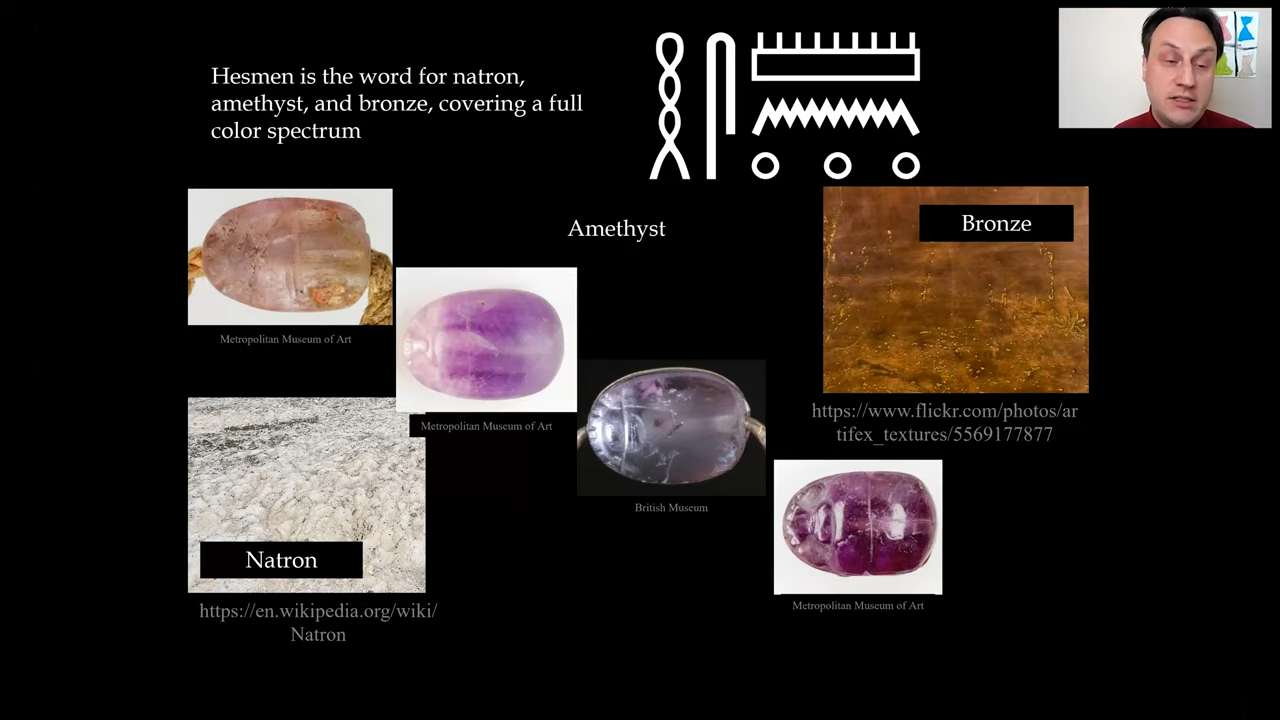 Hesmen is the word for natron,
amethyst, and bronze, covering a full
color spectrum
𓎛𓋴𓏠𓈖𓏥
Amethyst
Bronze
Metropolitan Museum of Art
https://www.flickr.com/photos/ar
tifex_textures/5569177877
Metropolitan Museum of Art
British Museum
Natron
Metropolitan Museum of Art
https://en.wikipedia.org/wiki/
Natron